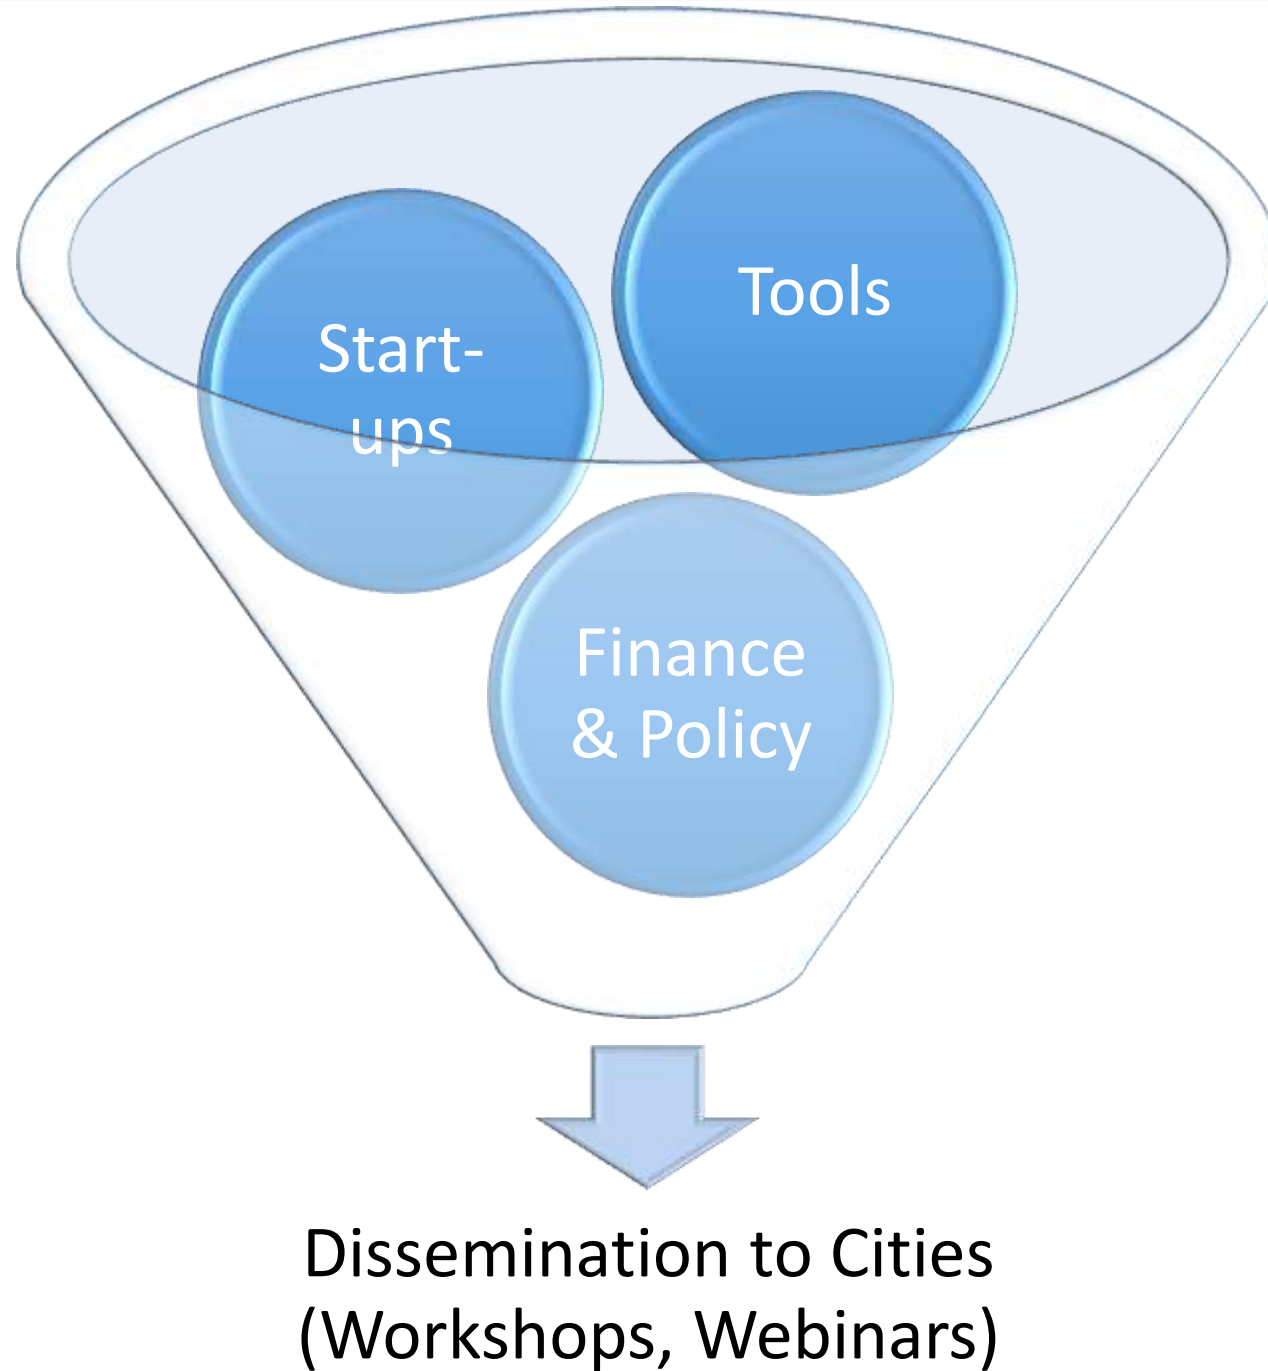 Tools
Start-
ups
Finance
& Policy
Dissemination to Cities
(Workshops, Webinars)